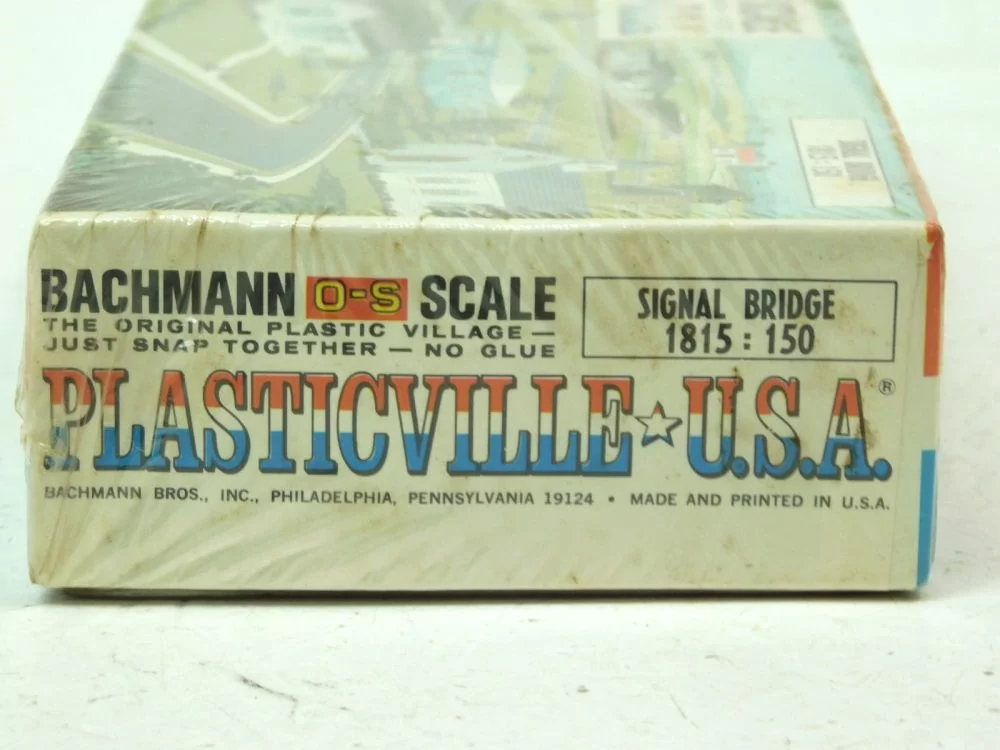 BACHMANN O-S SCALE
THE ORIGINAL PLASTIC VILLAGE —
JUST SNAP TOGETHER — NO GLUE
SIGNAL BRIDGE
1815 : 150
PLASTICVILLE ☆ U.S.A.®
BACHMANN BROS., INC., PHILADELPHIA, PENNSYLVANIA 19124 • MADE AND PRINTED IN U.S.A.